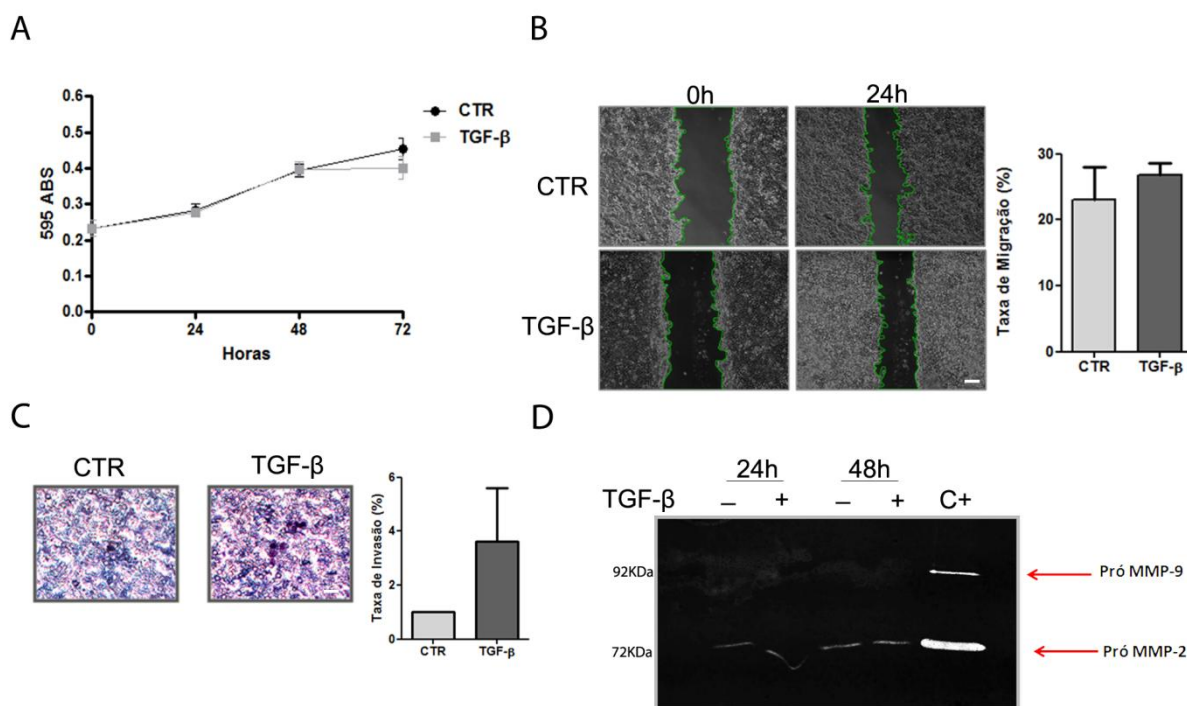 A
0.6
0.5
0.4
0.3
0.2
0.1
0.0
595 ABS
0
24
48
72
Horas
CTR
TGF-β
B
0h
24h
CTR
TGF-β
30
20
10
0
Taxa de Migração (%)
CTR
TGF-β
C
CTR
TGF-β
6
4
2
0
Taxa de Invasão (%)
CTR
TGF-β
D
24h
48h
TGF-β
–
+
–
+
C+
92KDa
Pró MMP-9
72KDa
Pró MMP-2